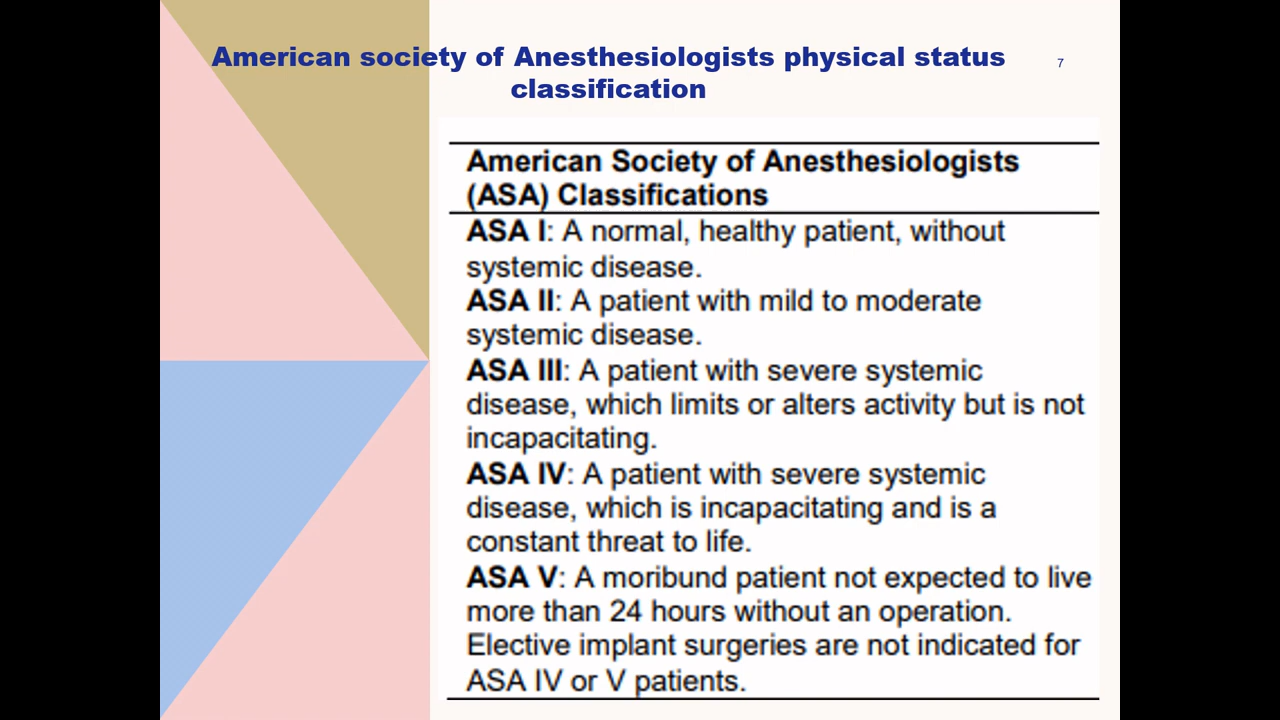 American society of Anesthesiologists physical status
classification
7
American Society of Anesthesiologists
(ASA) Classifications
ASA I: A normal, healthy patient, without
systemic disease.
ASA II: A patient with mild to moderate
systemic disease.
ASA III: A patient with severe systemic
disease, which limits or alters activity but is not
incapacitating.
ASA IV: A patient with severe systemic
disease, which is incapacitating and is a
constant threat to life.
ASA V: A moribund patient not expected to live
more than 24 hours without an operation.
Elective implant surgeries are not indicated for
ASA IV or V patients.